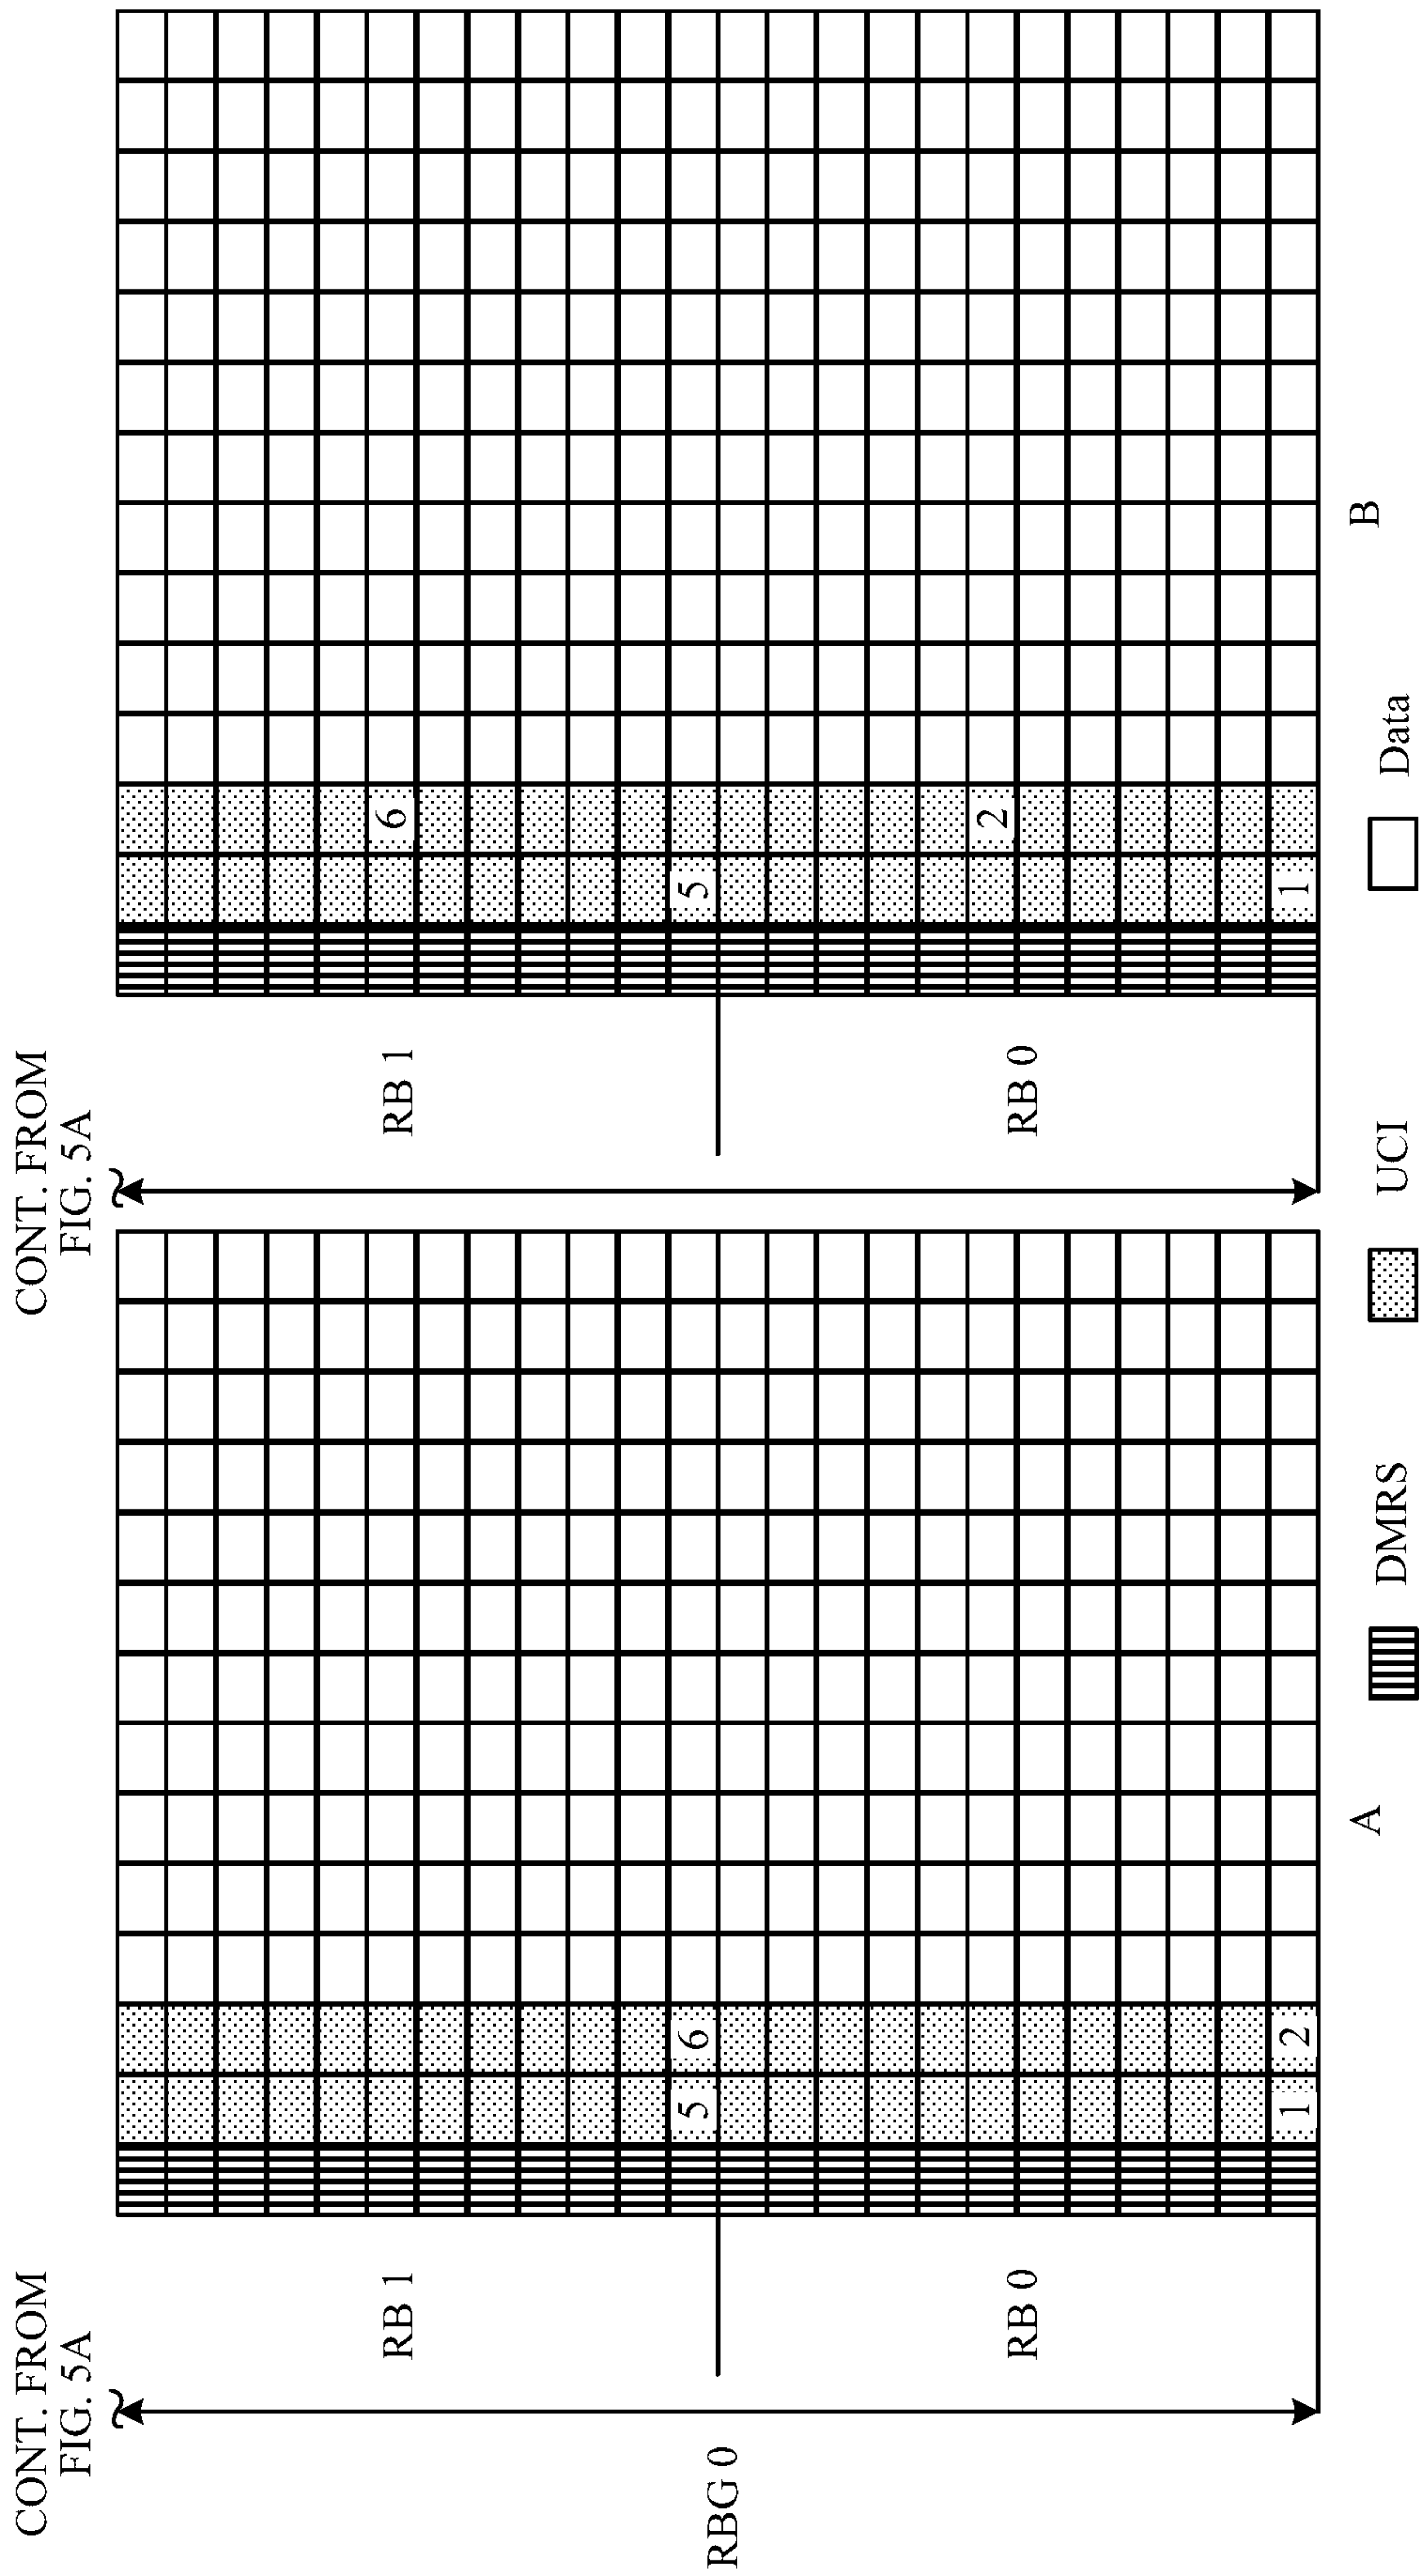 CONT. FROM
FIG. 5A
CONT. FROM
FIG. 5A
RBG 0
RB 1
5 6
RB 0
1 2
A
RB 1
6
5
RB 0
2
1
B
DMRS
UCI
Data